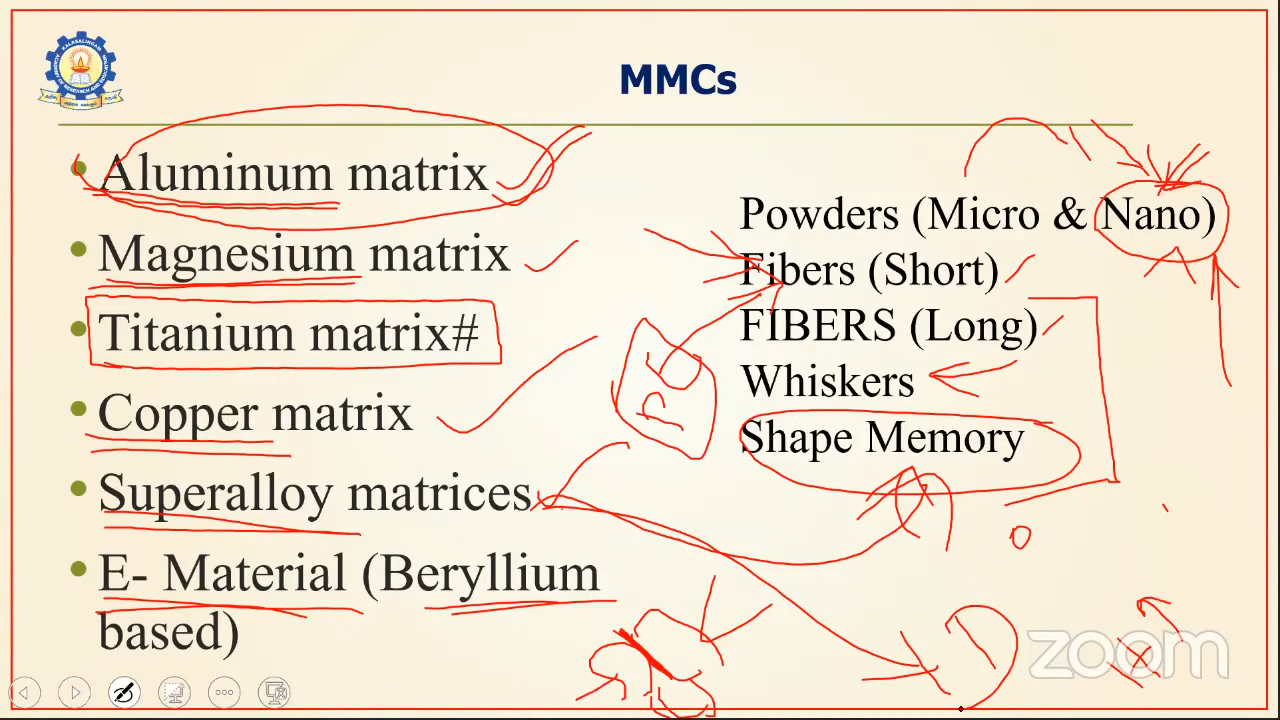 MMCs
• Aluminum matrix
• Magnesium matrix
• Titanium matrix#
• Copper matrix
• Superalloy matrices
• E- Material (Beryllium
based)
Powders (Micro & Nano)
Fibers (Short)
FIBERS (Long)
Whiskers
Shape Memory
zoom